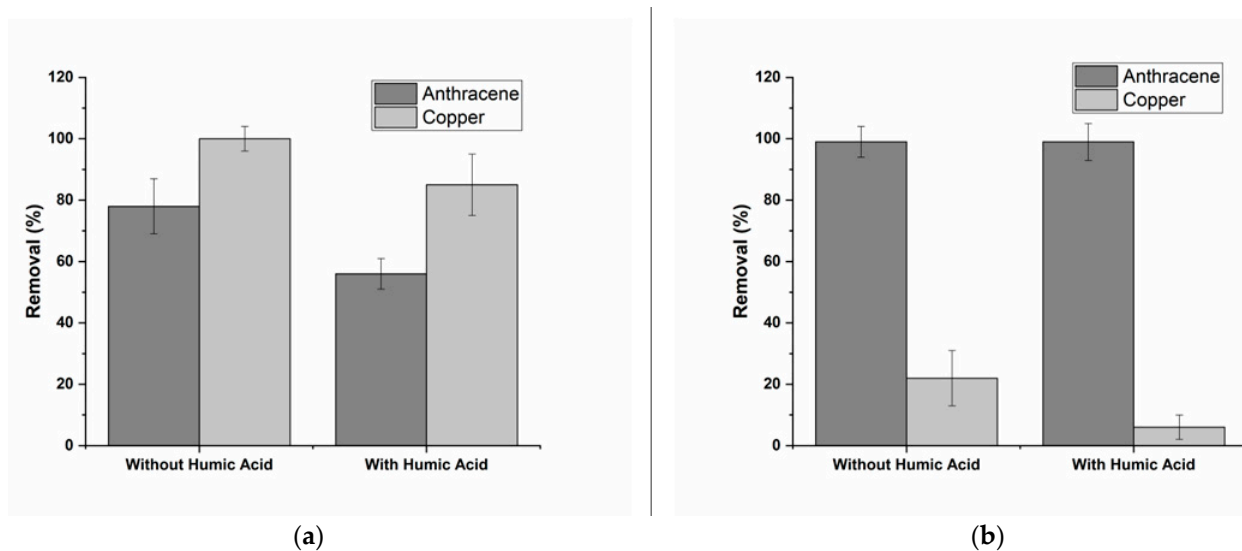 120
100
80
60
40
20
0
Removal (%)
Anthracene
Copper
Without Humic Acid
With Humic Acid
(a)
120
100
80
60
40
20
0
Removal (%)
Anthracene
Copper
Without Humic Acid
With Humic Acid
(b)